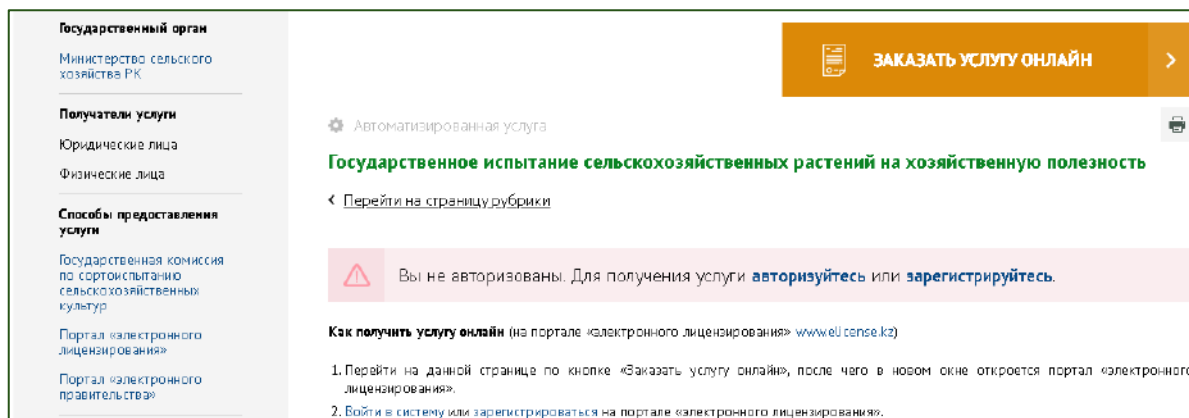 Государственный орган
Министерство сельского
хозяйства РК
Получатели услуги
Юридические лица
Физические лица
Способы предоставления
услуги
Государственная комиссия
по сортоиспытанию
сельскохозяйственных
культур
Портал «электронного
лицензирования»
Портал «электронного
правительства»
ЗАКАЗАТЬ УСЛУГУ ОНЛАЙН
Автоматизированная услуга
Государственное испытание сельскохозяйственных растений на хозяйственную полезность
Перейти на страницу рубрики
Вы не авторизованы. Для получения услуги авторизуйтесь или зарегистрируйтесь.
Как получить услугу онлайн (на портале «электронного лицензирования» www.elicense.kz)
1. Перейти на данной странице по кнопке «Заказать услугу онлайн», после чего в новом окне откроется портал «электронного
лицензирования».
2. Войти в систему или зарегистрироваться на портале «электронного лицензирования».